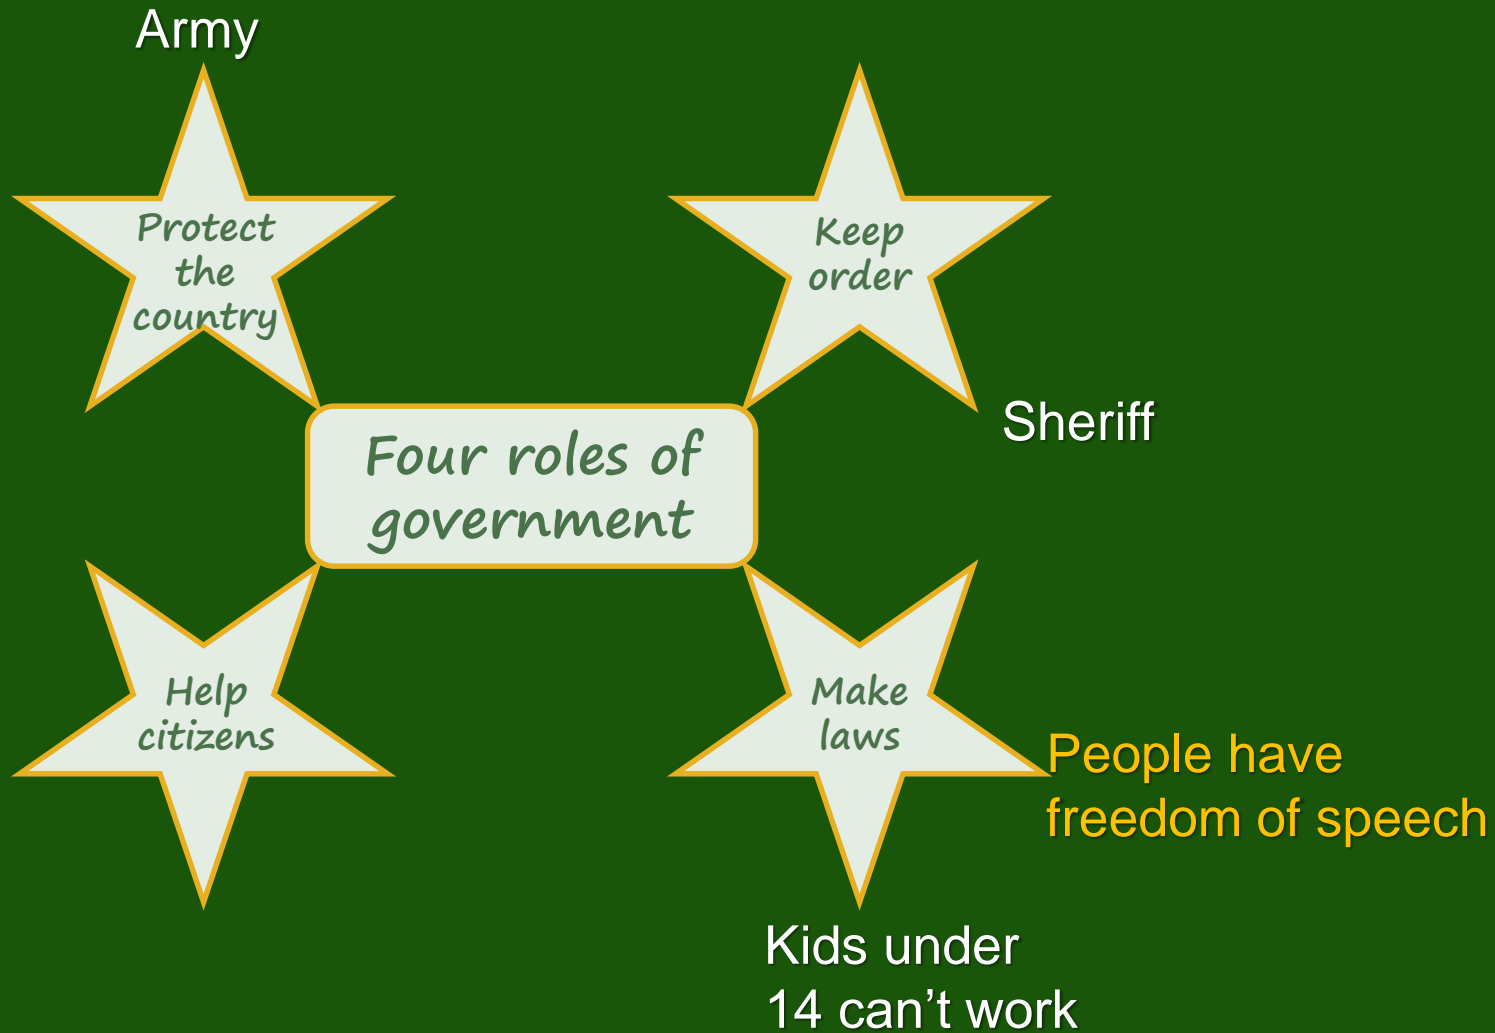 Army
Protect
the
country
Keep
order
Sheriff
Four roles of
government
Help
citizens
Make
laws
People have
freedom of speech
Kids under
14 can’t work